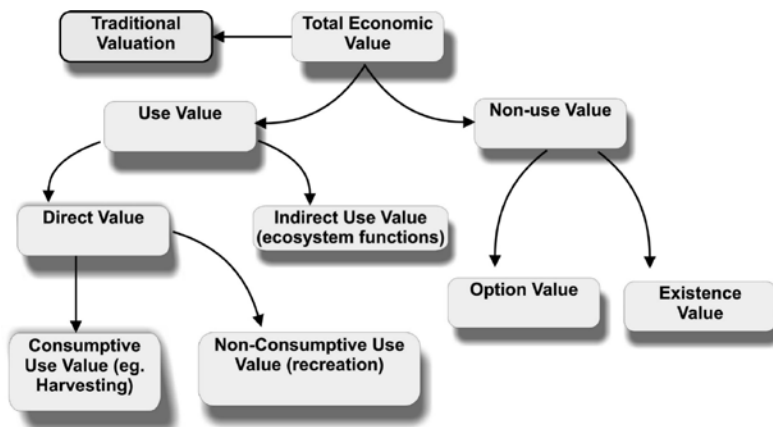 Traditional
Valuation
Total Economic
Value
Use Value
Non-use Value
Direct Value
Indirect Use Value
(ecosystem functions)
Option Value
Existence
Value
Consumptive
Use Value (eg.
Harvesting)
Non-Consumptive Use
Value (recreation)